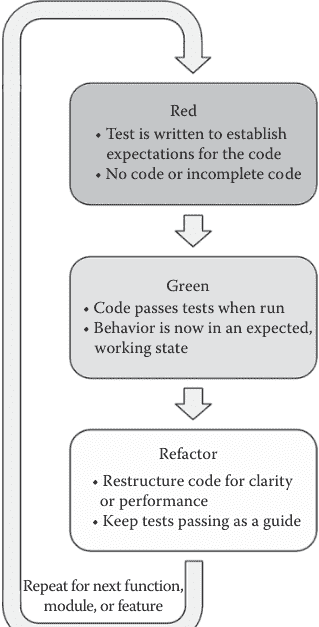 Red
• Test is written to establish
expectations for the code
• No code or incomplete code
Green
• Code passes tests when run
• Behavior is now in an expected,
working state
Refactor
• Restructure code for clarity
or performance
• Keep tests passing as a guide
Repeat for next function,
module, or feature